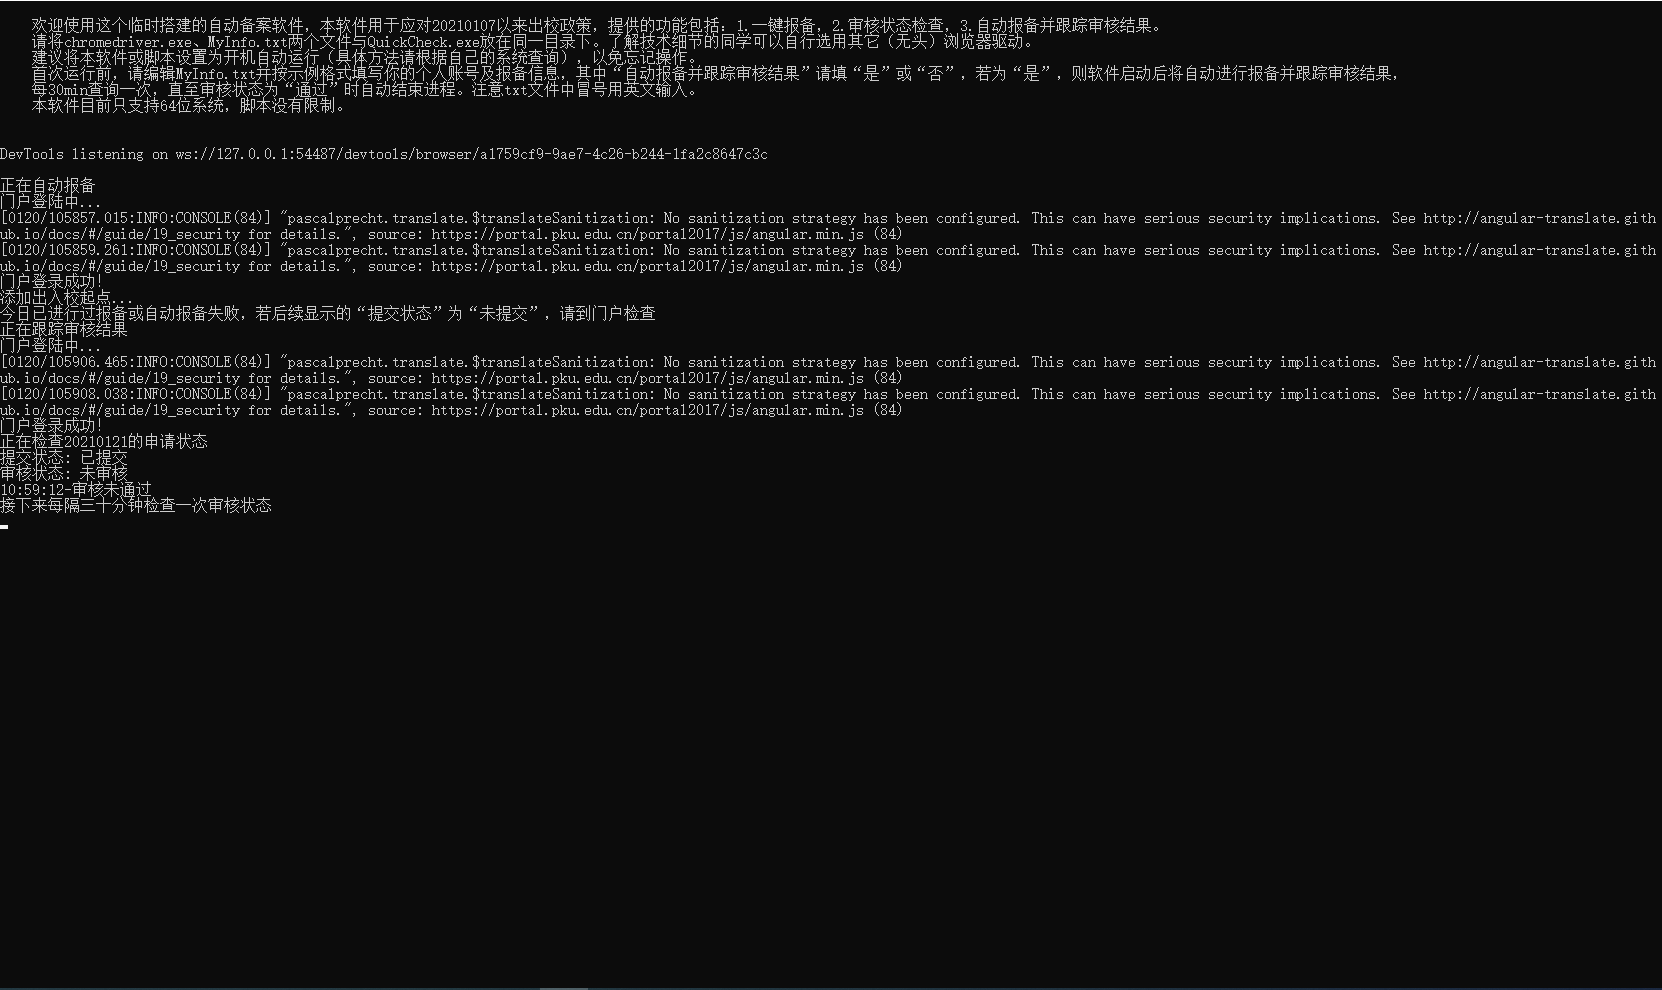 欢迎使用这个临时搭建的自动备案软件，本软件用于应对20210107以来出校政策，提供的功能包括：1.一键报备，2.审核状态检查，3.自动报备并跟踪审核结果。
请将chromedriver.exe、MyInfo.txt两个文件与QuickCheck.exe放在同一目录下。了解技术细节的同学可以自行选用其它（无头）浏览器驱动。
建议将本软件或脚本设置为开机自动运行（具体方法请根据自己的系统查询），以免忘记操作。
首次运行前，请编辑MyInfo.txt并按示例格式填写你的个人账号及报备信息，其中“自动报备并跟踪审核结果”请填“是”或“否”，若为“是”，则软件启动后将自动进行报备并跟踪审核结果，
每30min查询一次，直至审核状态为“通过”时自动结束进程。注意txt文件中冒号用英文输入。
本软件目前只支持64位系统，脚本没有限制。
DevTools listening on ws://127.0.0.1:54487/devtools/browser/a1759cf9-9ae7-4c26-b244-1fa2c8647c3c
正在自动报备
门户登陆中...
[0120/105857.015:INFO:CONSOLE(84)] "pascalprecht.translate.$translateSanitization: No sanitization strategy has been configured. This can have serious security implications. See http://angular-translate.gith
ub.io/docs/#/guide/19_security for details.", source: https://portal.pku.edu.cn/portal2017/js/angular.min.js (84)
[0120/105859.261:INFO:CONSOLE(84)] "pascalprecht.translate.$translateSanitization: No sanitization strategy has been configured. This can have serious security implications. See http://angular-translate.gith
ub.io/docs/#/guide/19_security for details.", source: https://portal.pku.edu.cn/portal2017/js/angular.min.js (84)
门户登录成功!
添加出入校起点...
今日已进行过报备或自动报备失败，若后续显示的“提交状态”为“未提交”，请到门户检查
正在跟踪审核结果
门户登陆中...
[0120/105906.465:INFO:CONSOLE(84)] "pascalprecht.translate.$translateSanitization: No sanitization strategy has been configured. This can have serious security implications. See http://angular-translate.gith
ub.io/docs/#/guide/19_security for details.", source: https://portal.pku.edu.cn/portal2017/js/angular.min.js (84)
[0120/105908.038:INFO:CONSOLE(84)] "pascalprecht.translate.$translateSanitization: No sanitization strategy has been configured. This can have serious security implications. See http://angular-translate.gith
ub.io/docs/#/guide/19_security for details.", source: https://portal.pku.edu.cn/portal2017/js/angular.min.js (84)
门户登录成功!
正在检查20210121的申请状态
提交状态: 已提交
审核状态: 未审核
10:59:12-审核未通过
接下来每隔三十分钟检查一次审核状态